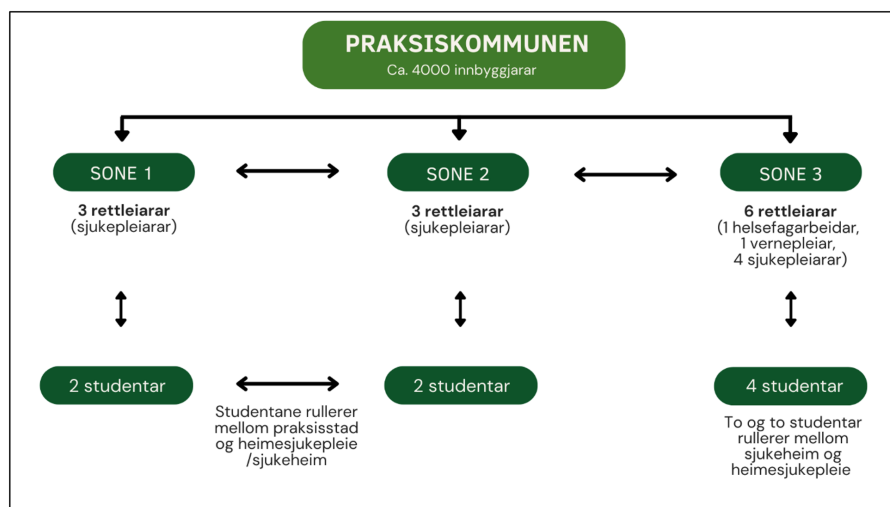 PRAKSISKOMMUNEN
Ca. 4000 innbyggjarar
SONE 1
SONE 2
SONE 3
3 rettleiarar
(sjukepleiarar)
3 rettleiarar
(sjukepleiarar)
6 rettleiarar
(1 helsefagarbeidar,
1 vernepleiar,
4 sjukepleiarar)
2 studentar
2 studentar
4 studentar
Studentane rullerer
mellom praksisstad
og heimesjukepleie
/sjukeheim
To og to studentar
rullerer mellom
sjukeheim og
heimesjukepleie